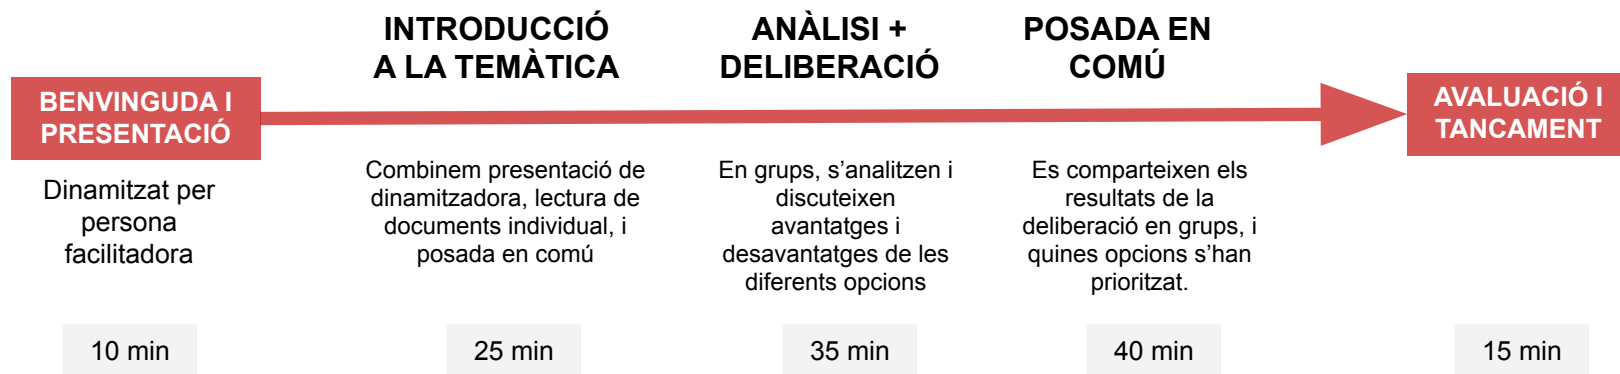 BENVINGUDA I
PRESENTACIÓ
Dinamitzat per
persona
facilitadora
10 min
INTRODUCCIÓ
A LA TEMÀTICA
Combinem presentació de
dinamitzadora, lectura de
documents individual, i
posada en comú
25 min
ANÀLISI +
DELIBERACIÓ
En grups, s’analitzen i
discuteixen
avantatges i
desavantatges de les
diferents opcions
35 min
POSADA EN
COMÚ
Es comparteixen els
resultats de la
deliberació en grups, i
quines opcions s’han
prioritzat.
40 min
AVALUACIÓ I
TANCAMENT
15 min